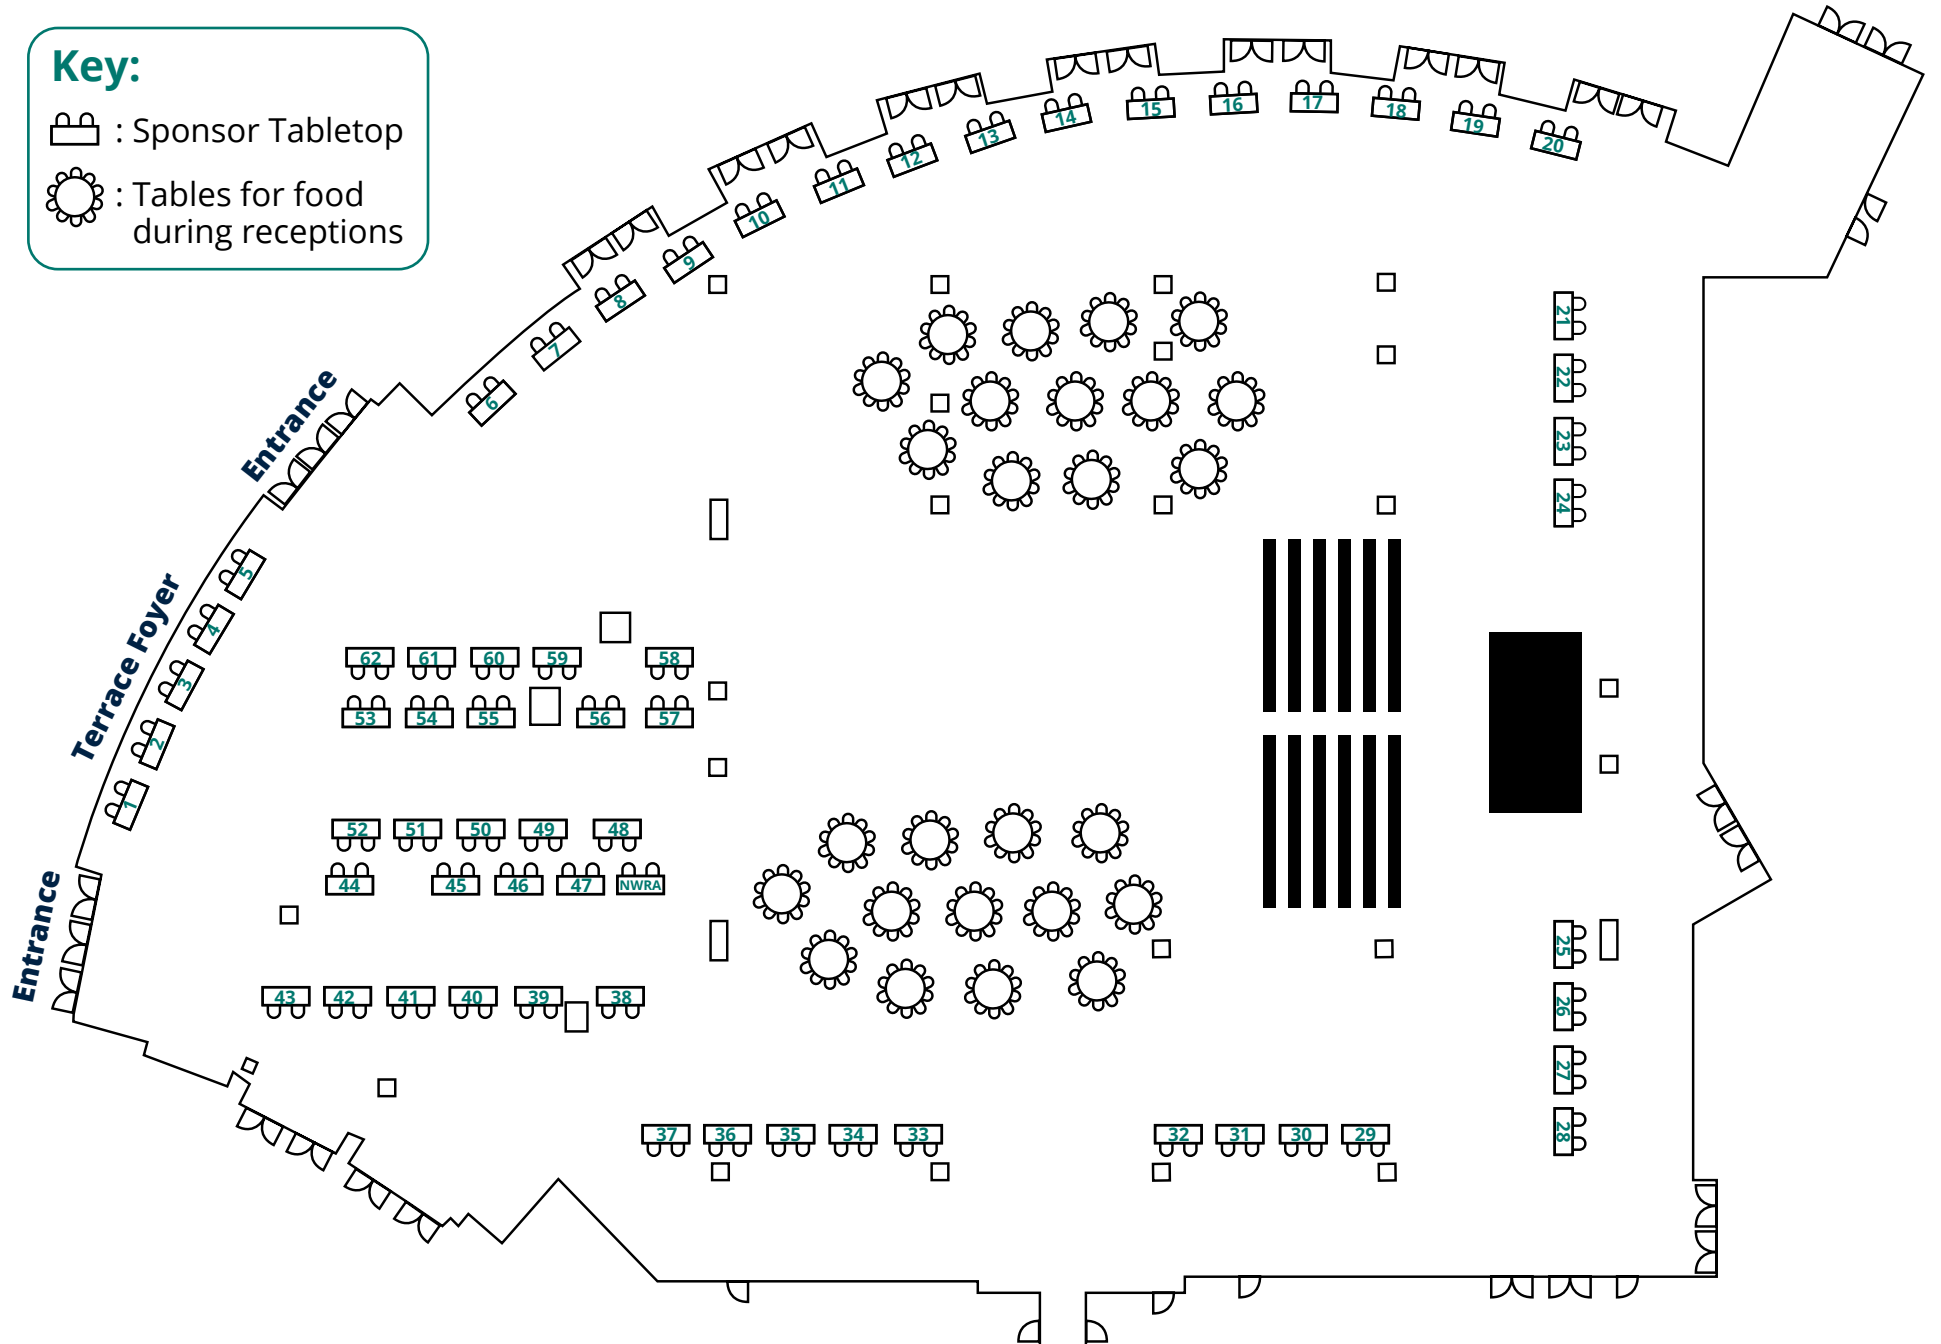 Key:
: Sponsor Tabletop
: Tables for food
during receptions
15 16 17 18 19 20
14
13
12
11
10
9
8
7
6
Entrance
21
22
23
24
5
4
3
2
1
Terrace Foyer
62 61 60 59 58
53 54 55 56 57
52 51 50 49 48
44 45 46 47 NWRA
Entrance
25
26
27
28
43 42 41 40 39 38
37 36 35 34 33 32 31 30 29